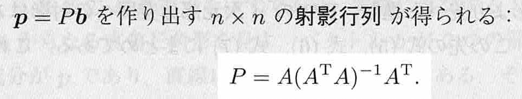 p = Pb を作り出す n × n の射影行列 が得られる：
P = A(AᵀA)⁻¹Aᵀ.